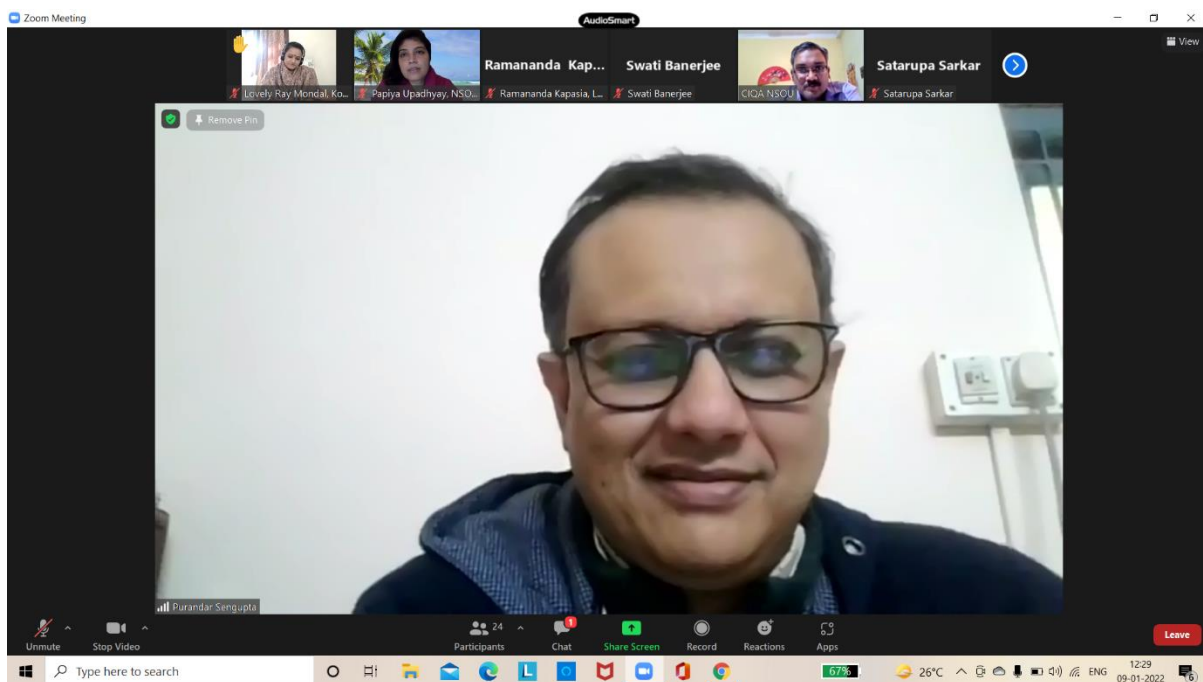 Zoom Meeting
AudioSmart
View
Lovely Ray Mondal, Ko...
Papiya Upadhyay, NSO...
Ramananda Kap...
Ramananda Kapasia, L...
Swati Banerjee
Swati Banerjee
CIQA NSOU
Satarupa Sarkar
Satarupa Sarkar
Remove Pin
Purandar Sengupta
Unmute
Stop Video
24
Participants
1
Chat
Share Screen
Record
Reactions
Apps
Leave
Type here to search
L
67%
26°C
ENG
12:29
09-01-2022
6